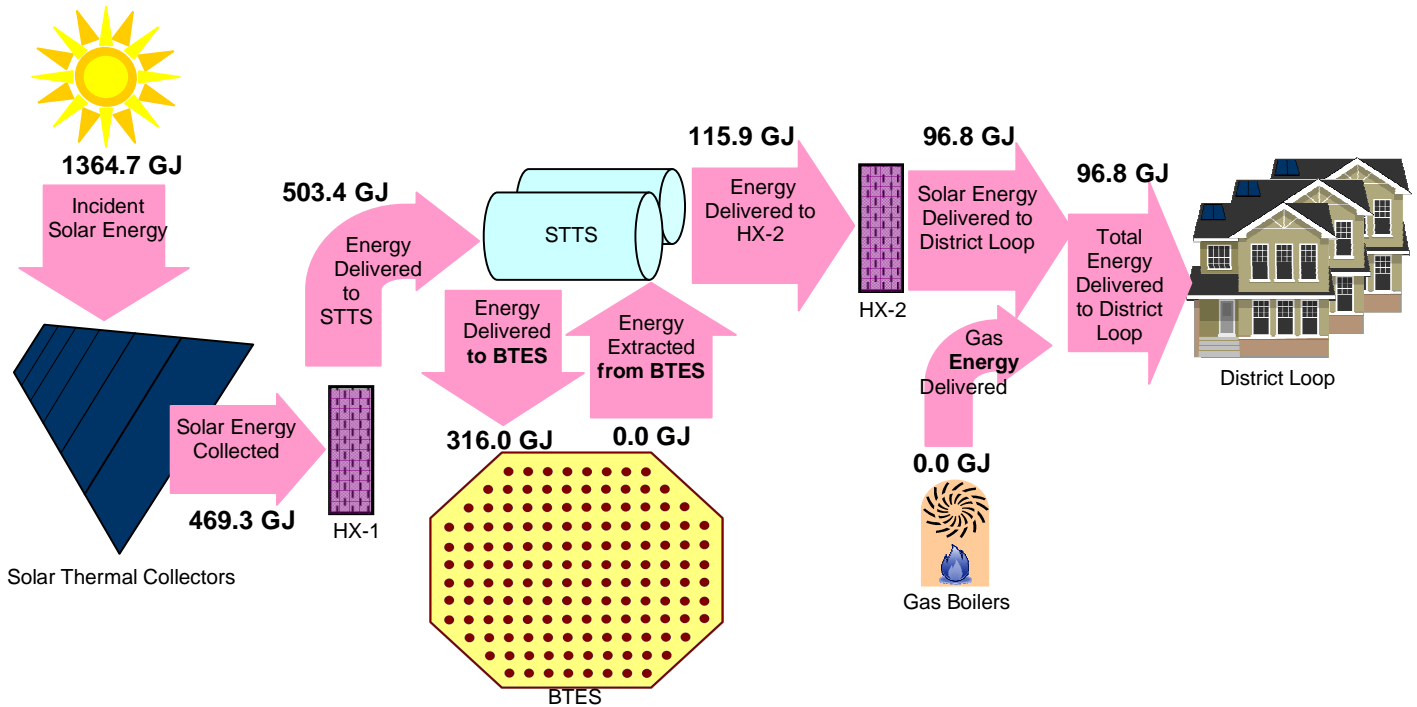 1364.7 GJ
Incident
Solar Energy
Solar Thermal Collectors
Solar Energy
Collected
469.3 GJ
HX-1
503.4 GJ
Energy
Delivered
to
STTS
STTS
Energy
Delivered
to BTES
316.0 GJ
Energy
Extracted
from BTES
0.0 GJ
BTES
115.9 GJ
Energy
Delivered to
HX-2
HX-2
96.8 GJ
Solar Energy
Delivered to
District Loop
Gas
Energy
Delivered
0.0 GJ
Gas Boilers
96.8 GJ
Total
Energy
Delivered
to District
Loop
District Loop